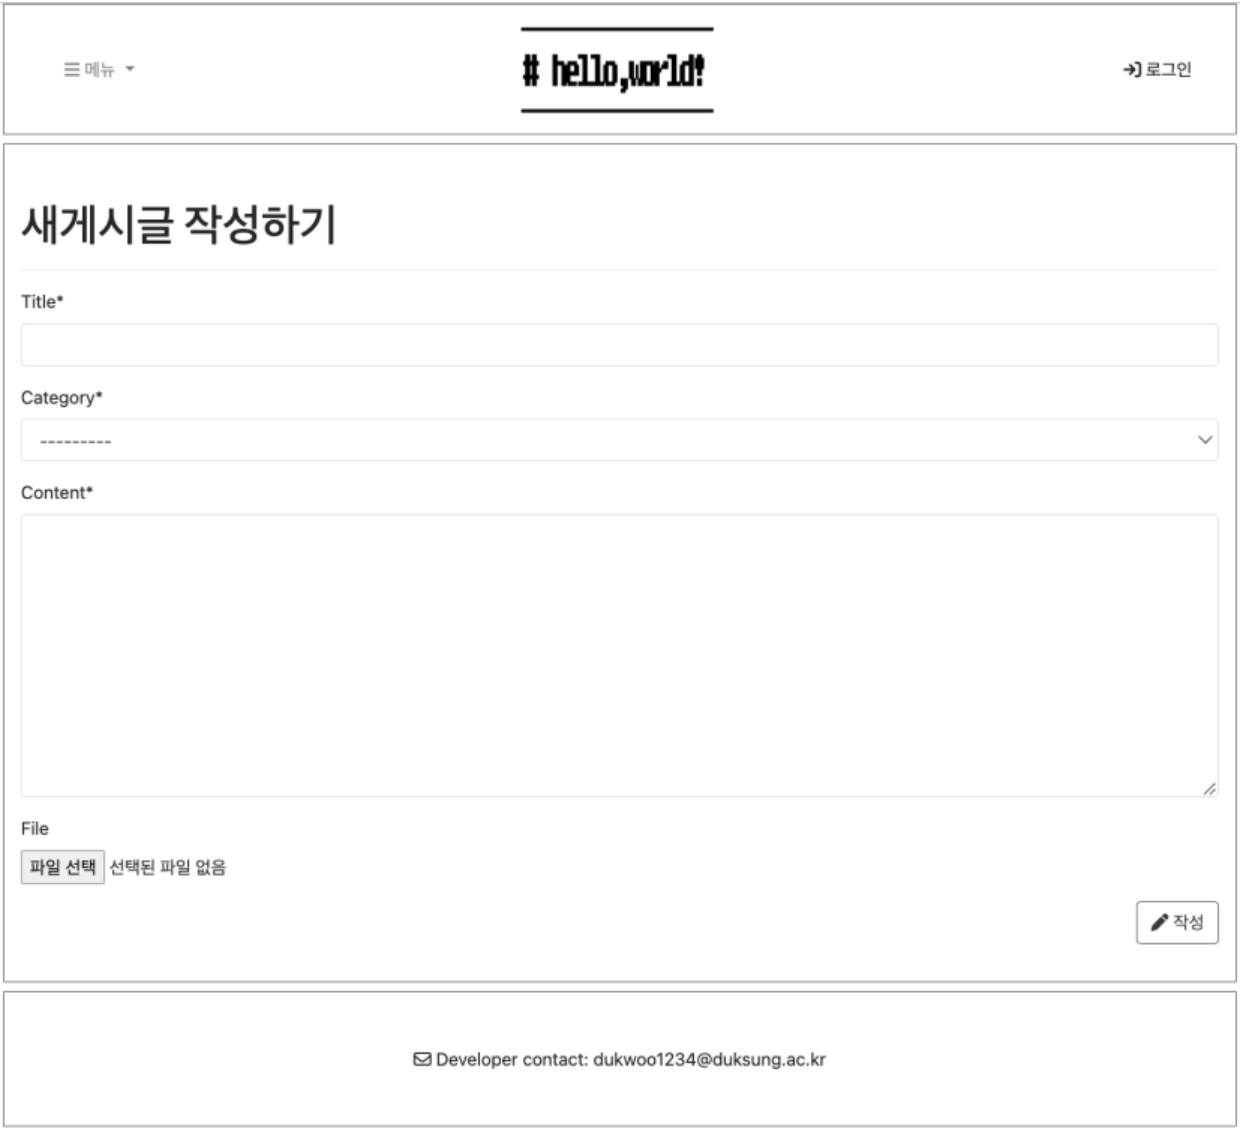 메뉴
# hello,world!
로그인
새게시글 작성하기
Title*
Category*
---------
Content*
File
파일 선택 선택된 파일 없음
작성
Developer contact: dukwoo1234@duksung.ac.kr